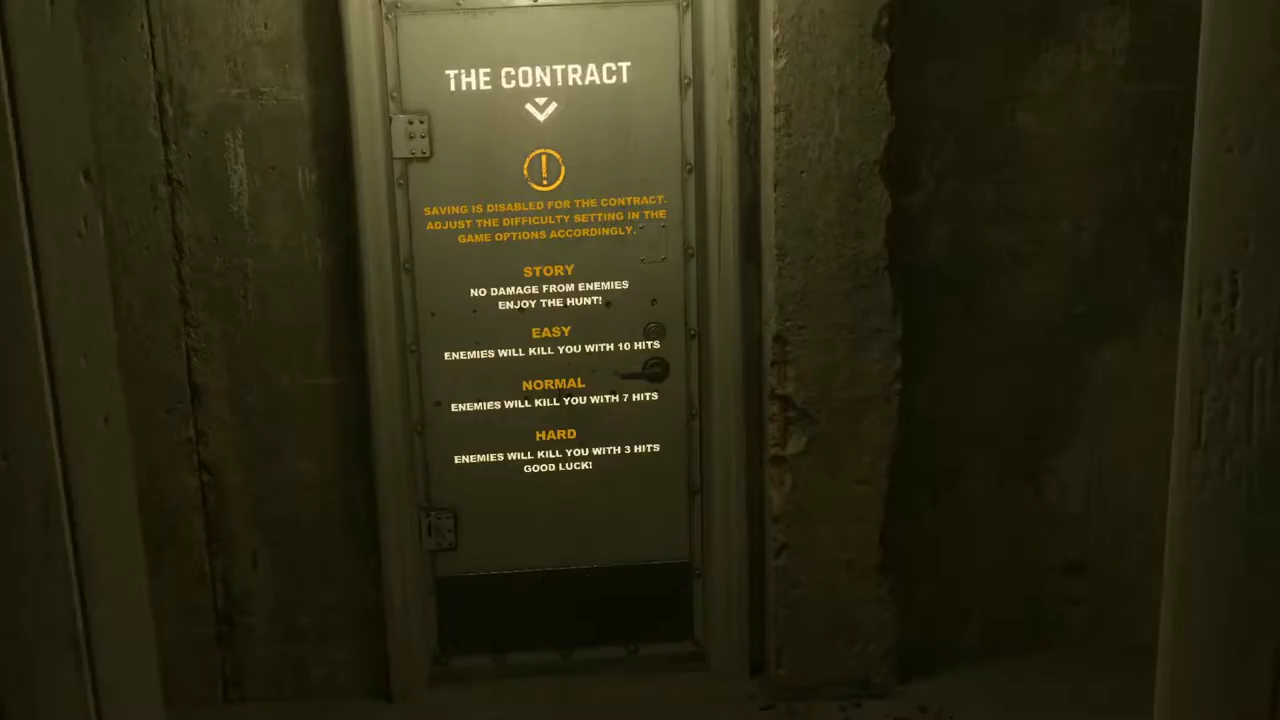 THE CONTRACT
!
SAVING IS DISABLED FOR THE CONTRACT.
ADJUST THE DIFFICULTY SETTING IN THE
GAME OPTIONS ACCORDINGLY.
STORY
NO DAMAGE FROM ENEMIES
ENJOY THE HUNT!
EASY
ENEMIES WILL KILL YOU WITH 10 HITS
NORMAL
ENEMIES WILL KILL YOU WITH 7 HITS
HARD
ENEMIES WILL KILL YOU WITH 3 HITS
GOOD LUCK!